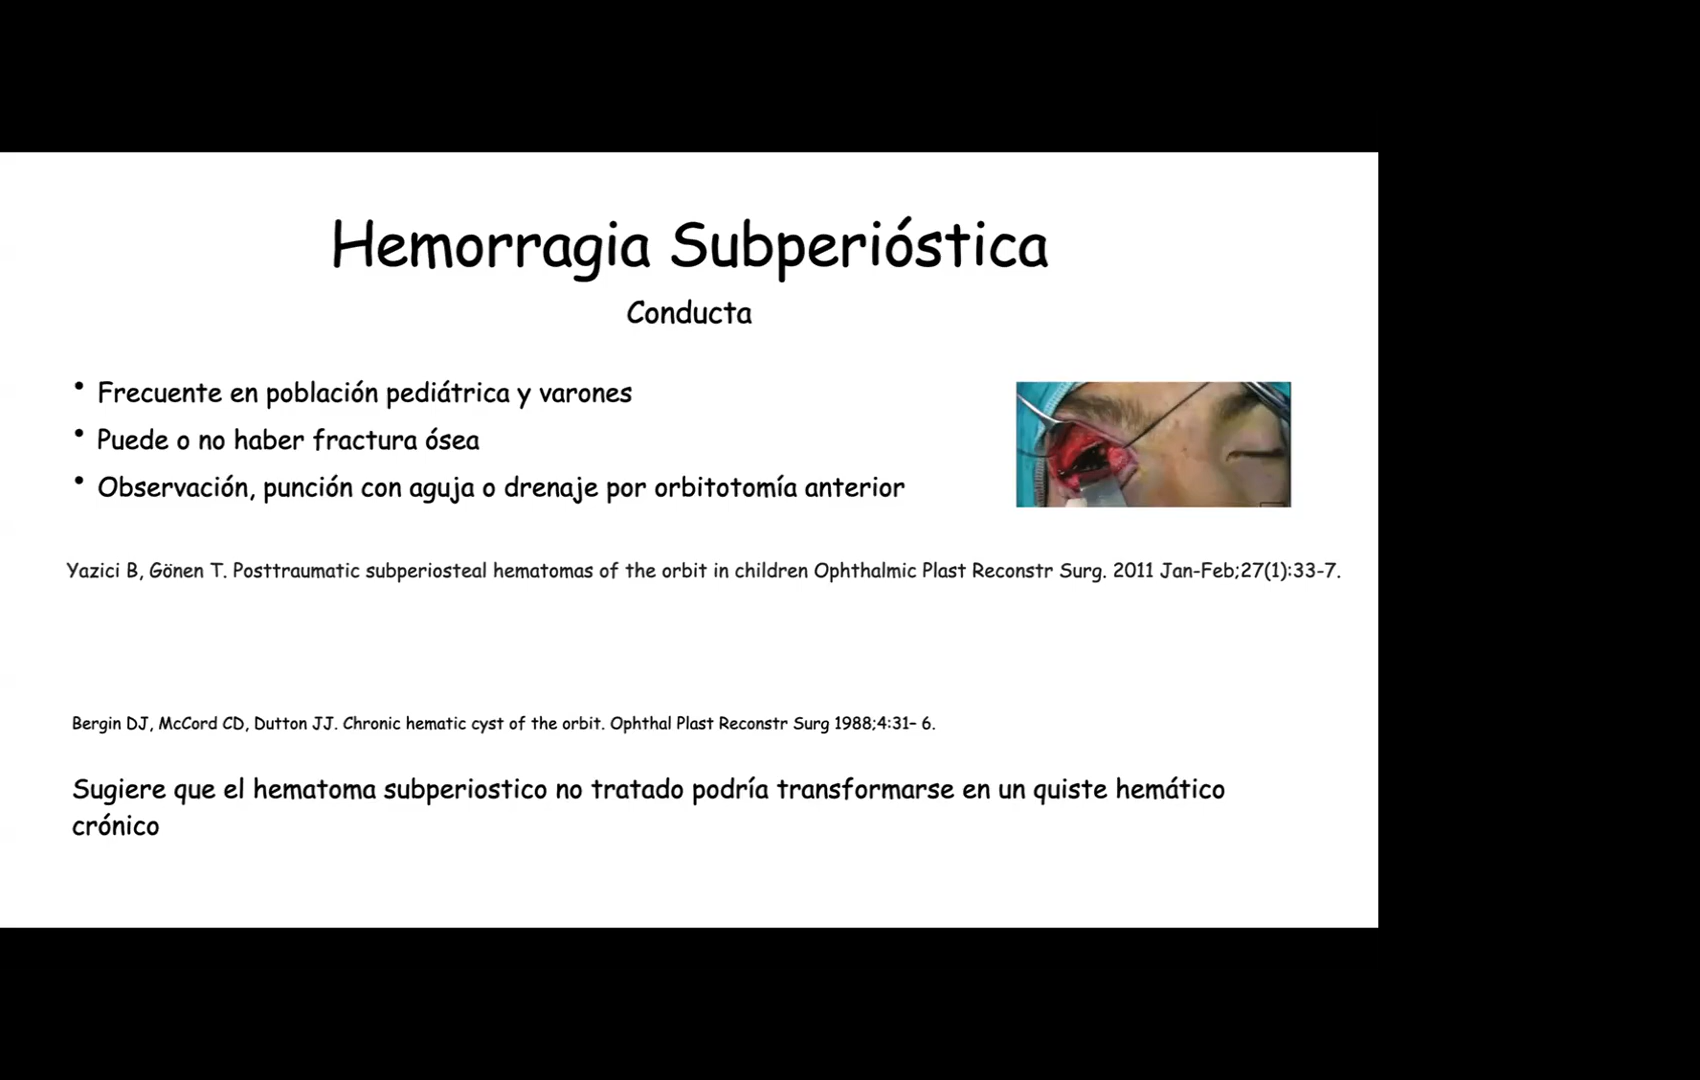 Hemorragia Subperióstica
Conducta
• Frecuente en población pediátrica y varones
• Puede o no haber fractura ósea
• Observación, punción con aguja o drenaje por orbitotomía anterior
Yazici B, Gönen T. Posttraumatic subperiosteal hematomas of the orbit in children Ophthalmic Plast Reconstr Surg. 2011 Jan-Feb;27(1):33-7.
Bergin DJ, McCord CD, Dutton JJ. Chronic hematic cyst of the orbit. Ophthal Plast Reconstr Surg 1988;4:31– 6.
Sugiere que el hematoma subperiostico no tratado podría transformarse en un quiste hemático
crónico